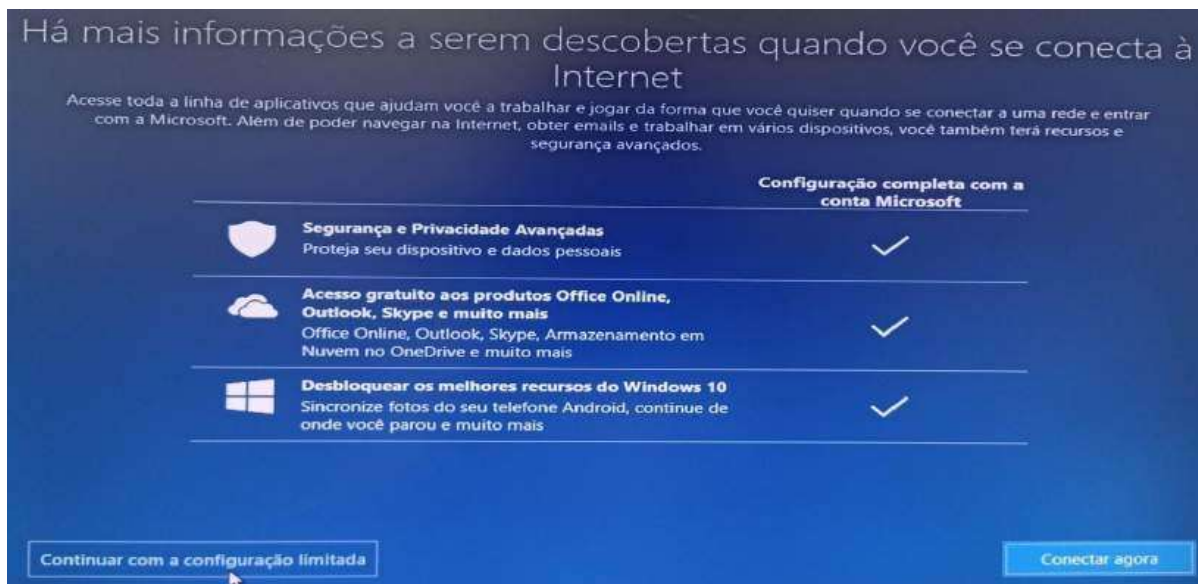 Há mais informações a serem descobertas quando você se conecta à
Internet
Acesse toda a linha de aplicativos que ajudam você a trabalhar e jogar da forma que você quiser quando se conectar a uma rede e entrar
com a Microsoft. Além de poder navegar na Internet, obter emails e trabalhar em vários dispositivos, você também terá recursos e
segurança avançados.
Configuração completa com a
conta Microsoft
Segurança e Privacidade Avançadas
Proteja seu dispositivo e dados pessoais
Acesso gratuito aos produtos Office Online,
Outlook, Skype e muito mais
Office Online, Outlook, Skype, Armazenamento em
Nuvem no OneDrive e muito mais
Desbloquear os melhores recursos do Windows 10
Sincronize fotos do seu telefone Android, continue de
onde você parou e muito mais
Continuar com a configuração limitada
Conectar agora